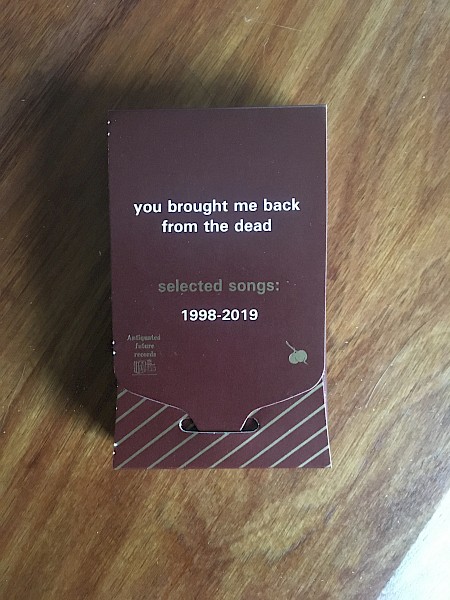 you brought me back
from the dead
selected songs:
1998-2019
Antiquated
future
records